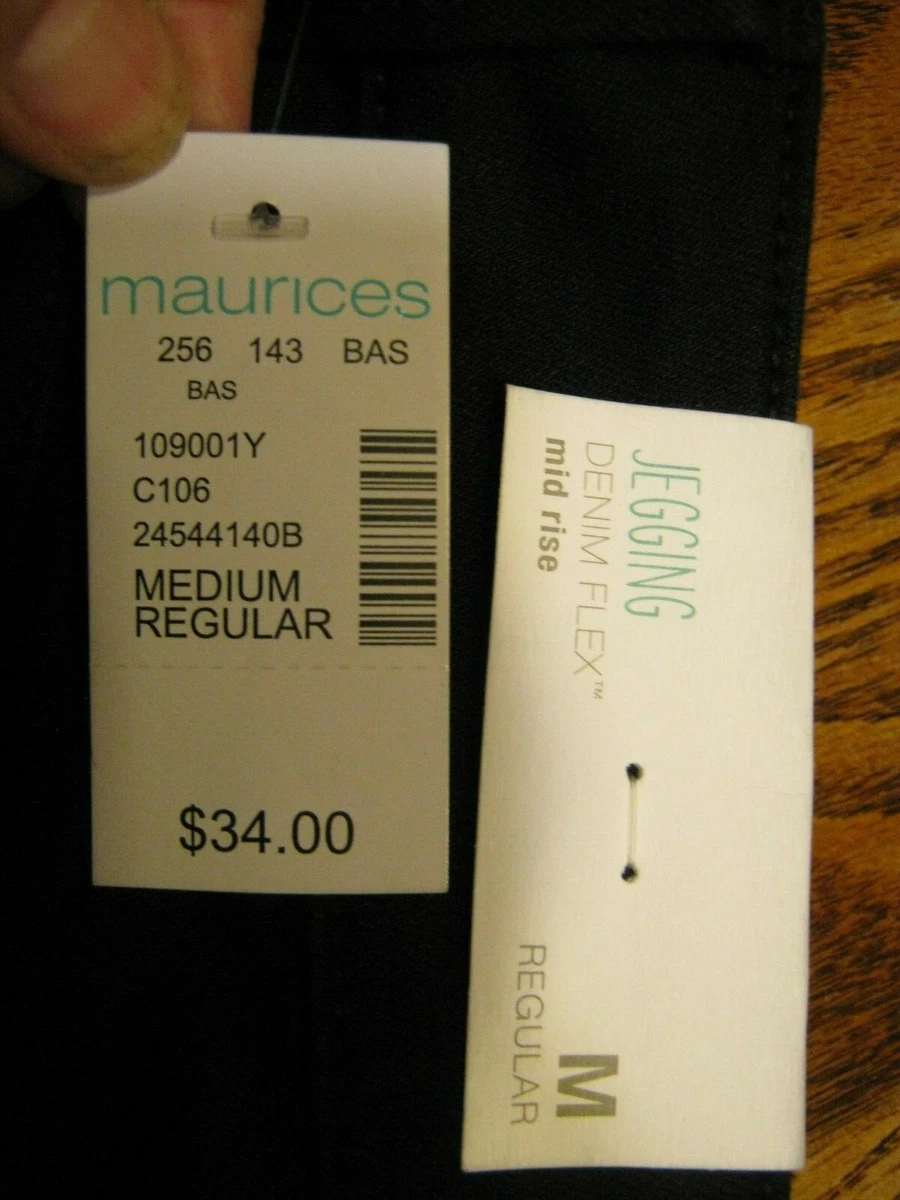 maurices
256 143 BAS
BAS
109001Y
C106
24544140B
MEDIUM
REGULAR
$34.00
JEGGING
DENIM FLEX™
mid rise
M
REGULAR